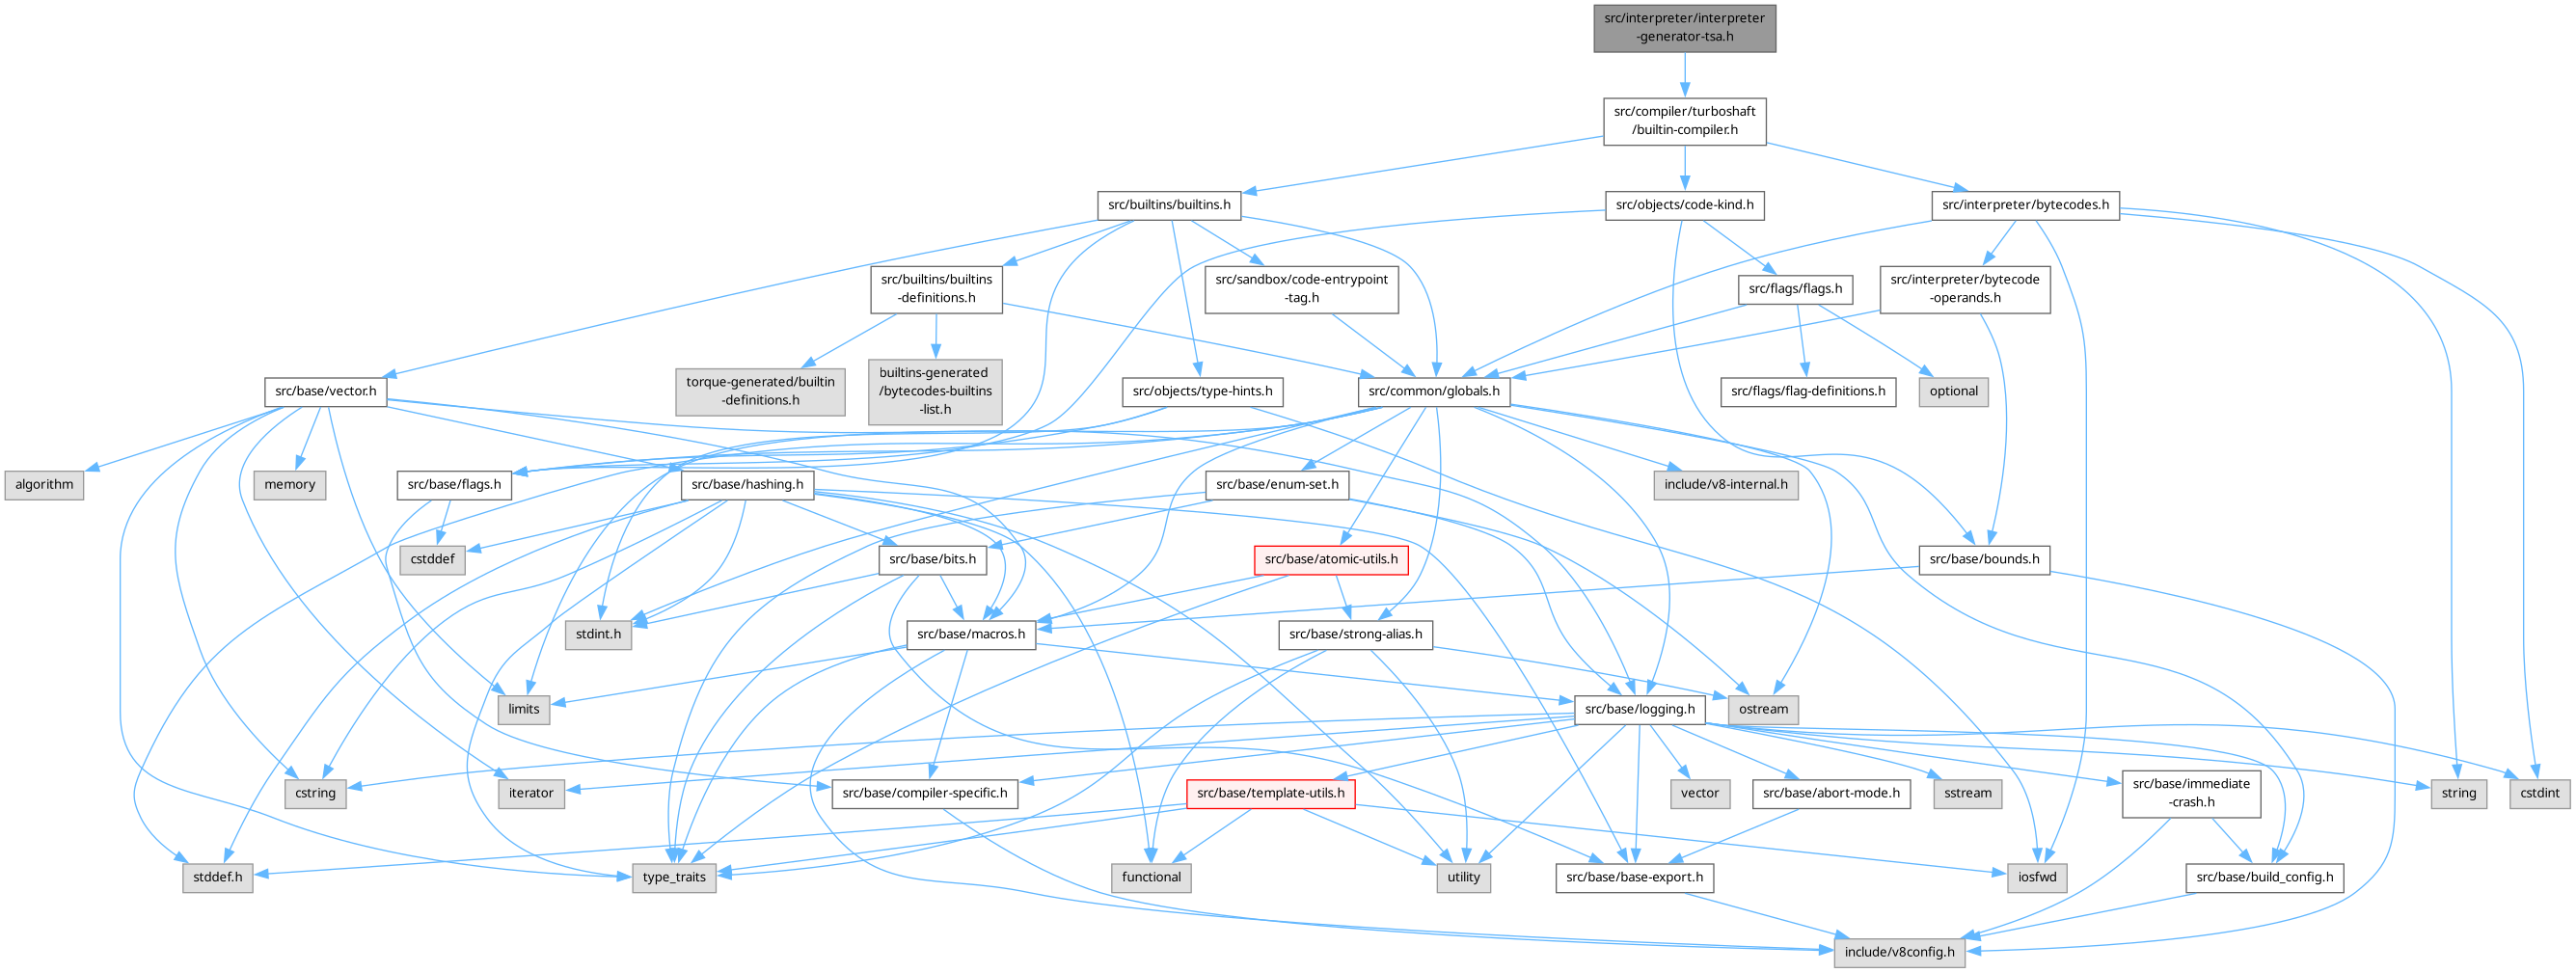 src/interpreter/interpreter
-generator-tsa.h
src/compiler/turboshaft
/builtin-compiler.h
src/builtins/builtins.h
src/objects/code-kind.h
src/interpreter/bytecodes.h
src/builtins/builtins
-definitions.h
src/sandbox/code-entrypoint
-tag.h
src/flags/flags.h
src/interpreter/bytecode
-operands.h
src/base/vector.h
torque-generated/builtin
-definitions.h
builtins-generated
/bytecodes-builtins
-list.h
src/objects/type-hints.h
src/common/globals.h
src/flags/flag-definitions.h
optional
algorithm
memory
src/base/flags.h
src/base/hashing.h
src/base/enum-set.h
include/v8-internal.h
cstddef
src/base/bits.h
src/base/atomic-utils.h
src/base/bounds.h
stdint.h
src/base/macros.h
src/base/strong-alias.h
limits
src/base/logging.h
ostream
cstring
iterator
src/base/compiler-specific.h
src/base/template-utils.h
vector
src/base/abort-mode.h
sstream
src/base/immediate
-crash.h
string
cstdint
stddef.h
type_traits
functional
utility
src/base/base-export.h
iosfwd
src/base/build_config.h
include/v8config.h